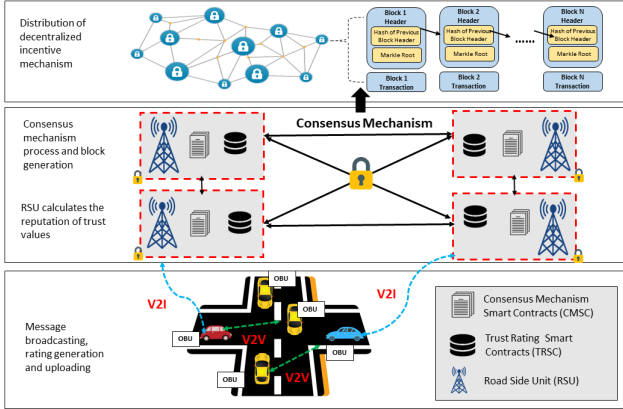 Distribution of
decentralized
incentive
mechanism
Block 1
Header
Hash of Previous
Block Header
Markle Root
Block 1
Transaction
Block 2
Header
Hash of Previous
Block Header
Markle Root
Block 2
Transaction
......
Block N
Header
Hash of Previous
Block Header
Markle Root
Block N
Transaction
Consensus
mechanism
process and block
generation
Consensus Mechanism
RSU calculates the
reputation of trust
values
Message
broadcasting,
rating generation
and uploading
V2I
V2I
OBU
OBU
OBU
OBU
OBU
V2V
V2V
Consensus Mechanism
Smart Contracts (CMSC)
Trust Rating Smart
Contracts (TRSC)
Road Side Unit (RSU)